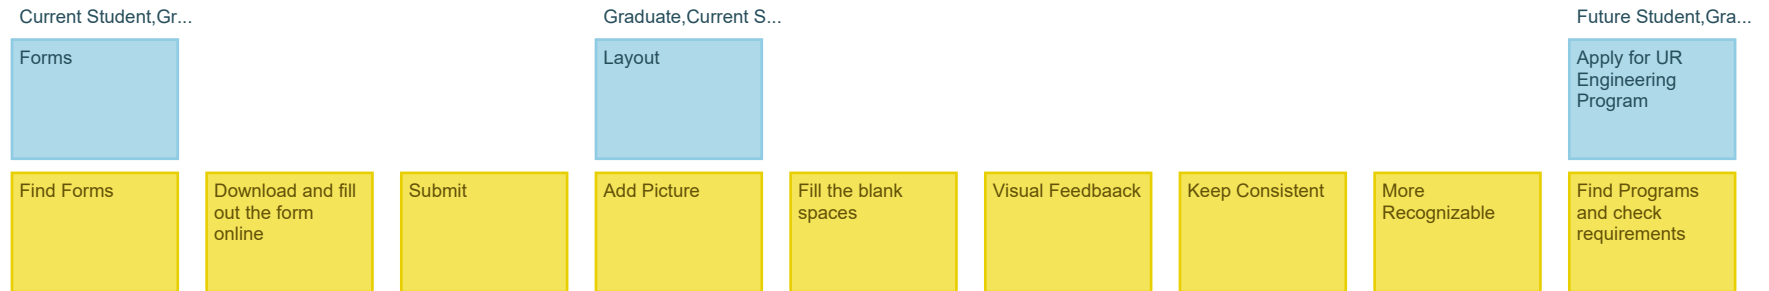 Current Student,Gr...
Graduate,Current S...
Future Student,Gra...
Forms
Layout
Apply for UR
Engineering
Program
Find Forms
Download and fill
out the form
online
Submit
Add Picture
Fill the blank
spaces
Visual Feedbaack
Keep Consistent
More
Recognizable
Find Programs
and check
requirements